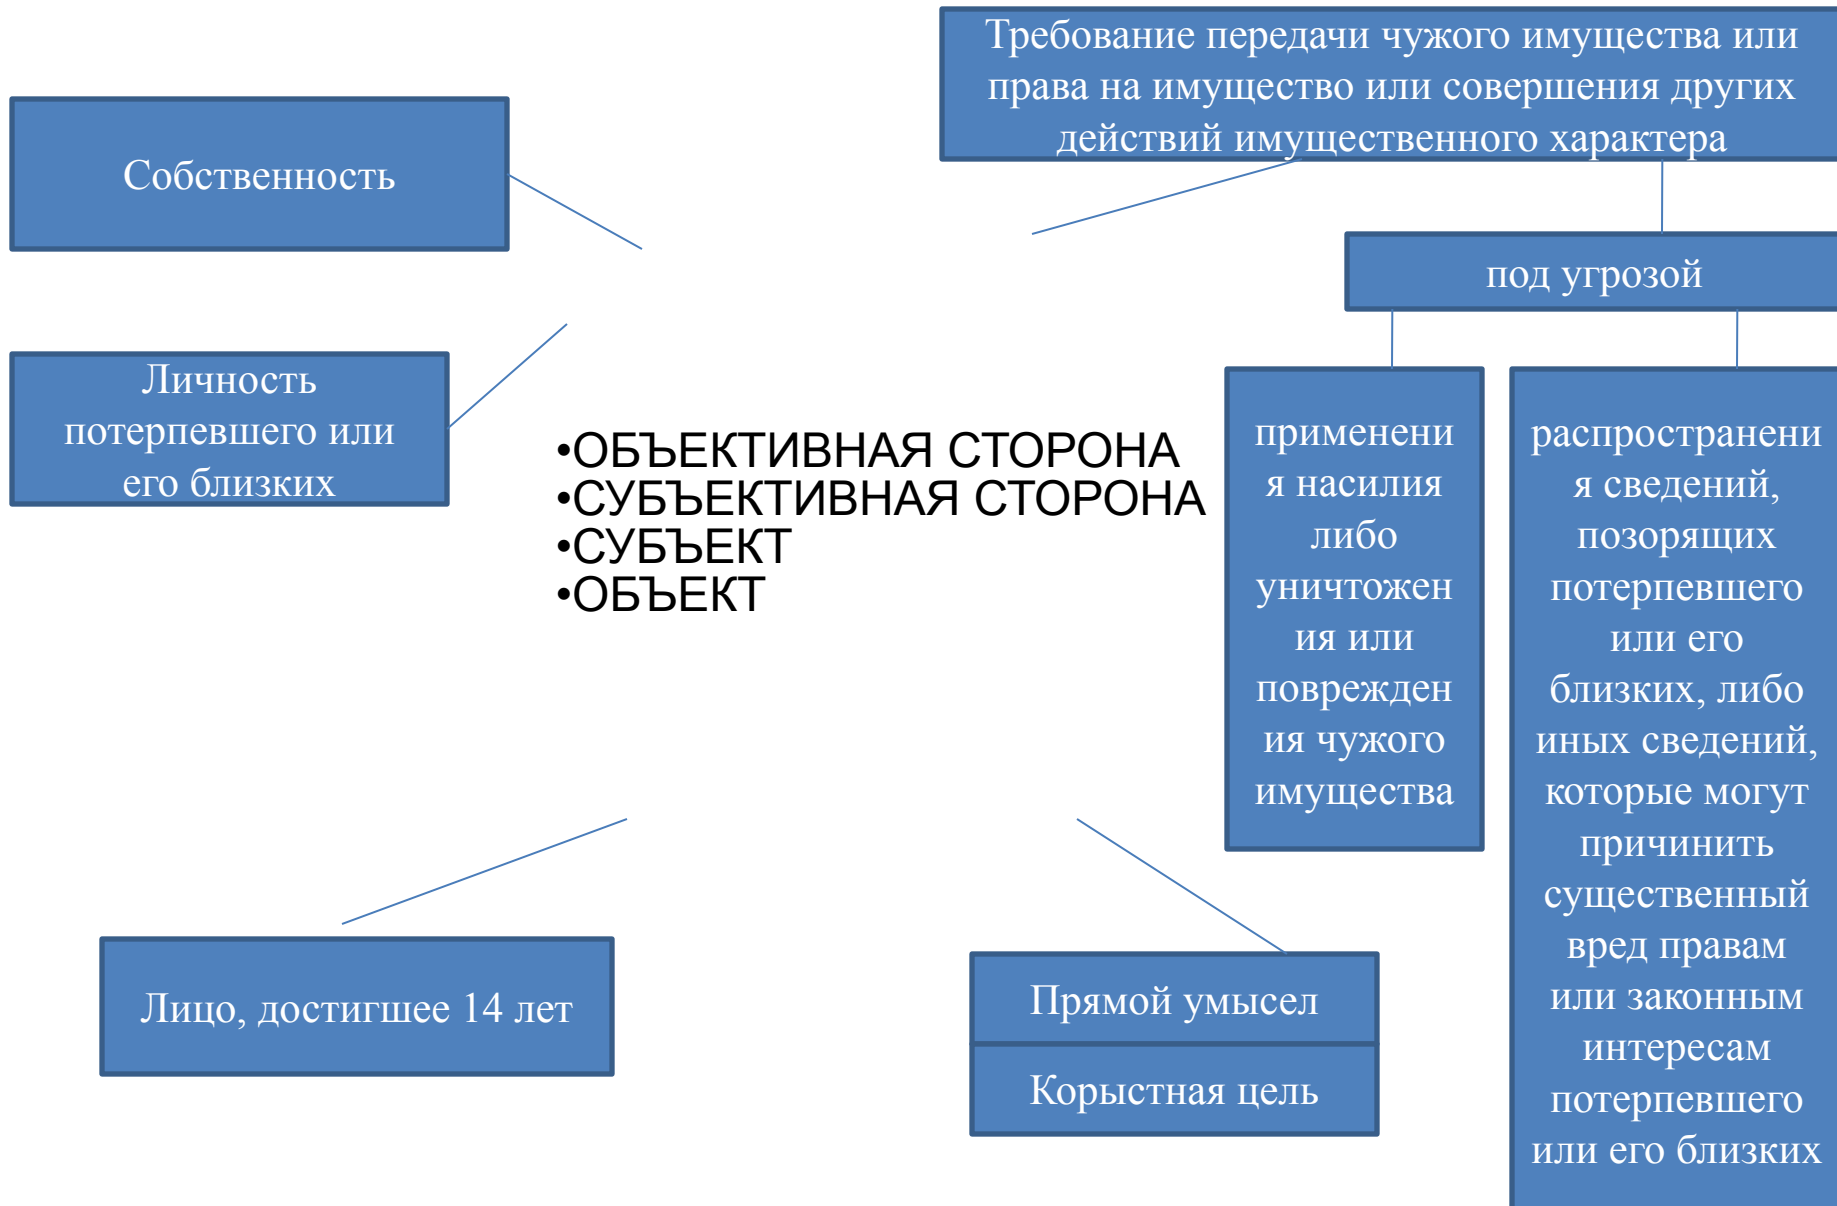 Требование передачи чужого имущества или
права на имущество или совершения других
действий имущественного характера
Собственность
под угрозой
Личность
потерпевшего или
его близких
•ОБЪЕКТИВНАЯ СТОРОНА
•СУБЪЕКТИВНАЯ СТОРОНА
•СУБЪЕКТ
•ОБЪЕКТ
применени
я насилия
либо
уничтожен
ия или
поврежден
ия чужого
имущества
распространени
я сведений,
позорящих
потерпевшего
или его
близких, либо
иных сведений,
которые могут
причинить
существенный
вред правам
или законным
интересам
потерпевшего
или его близких
Лицо, достигшее 14 лет
Прямой умысел
Корыстная цель